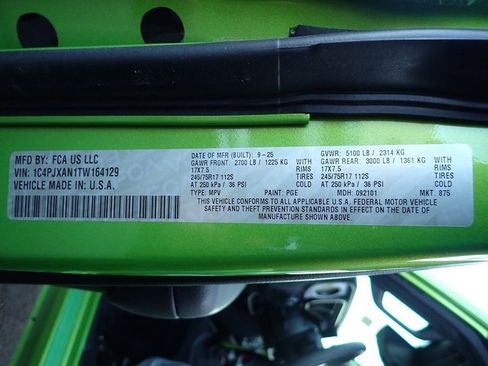 MFD BY: FCA US LLC
VIN: 1C4PJXAN1TW164129
VEHICLE MADE IN: U.S.A.
DATE OF MFR (BUILT): 9-25 GVWR: 5100 LB / 2314 KG
GAWR FRONT: 2700 LB / 1225 KG WITH GAWR REAR: 3000 LB / 1361 KG WITH
17X7.5 RIMS 17X7.5 RIMS
245/75R17 112S TIRES 245/75R17 112S TIRES
AT 250 kPa / 36 PSI AT 250 kPa / 36 PSI
TYPE: MPV PAINT: PGE MDH: 092101 MKT: 875
THIS VEHICLE CONFORMS TO ALL APPLICABLE U.S.A. FEDERAL MOTOR VEHICLE
SAFETY AND THEFT PREVENTION STANDARDS IN EFFECT ON THE DATE OF
MANUFACTURE SHOWN ABOVE.